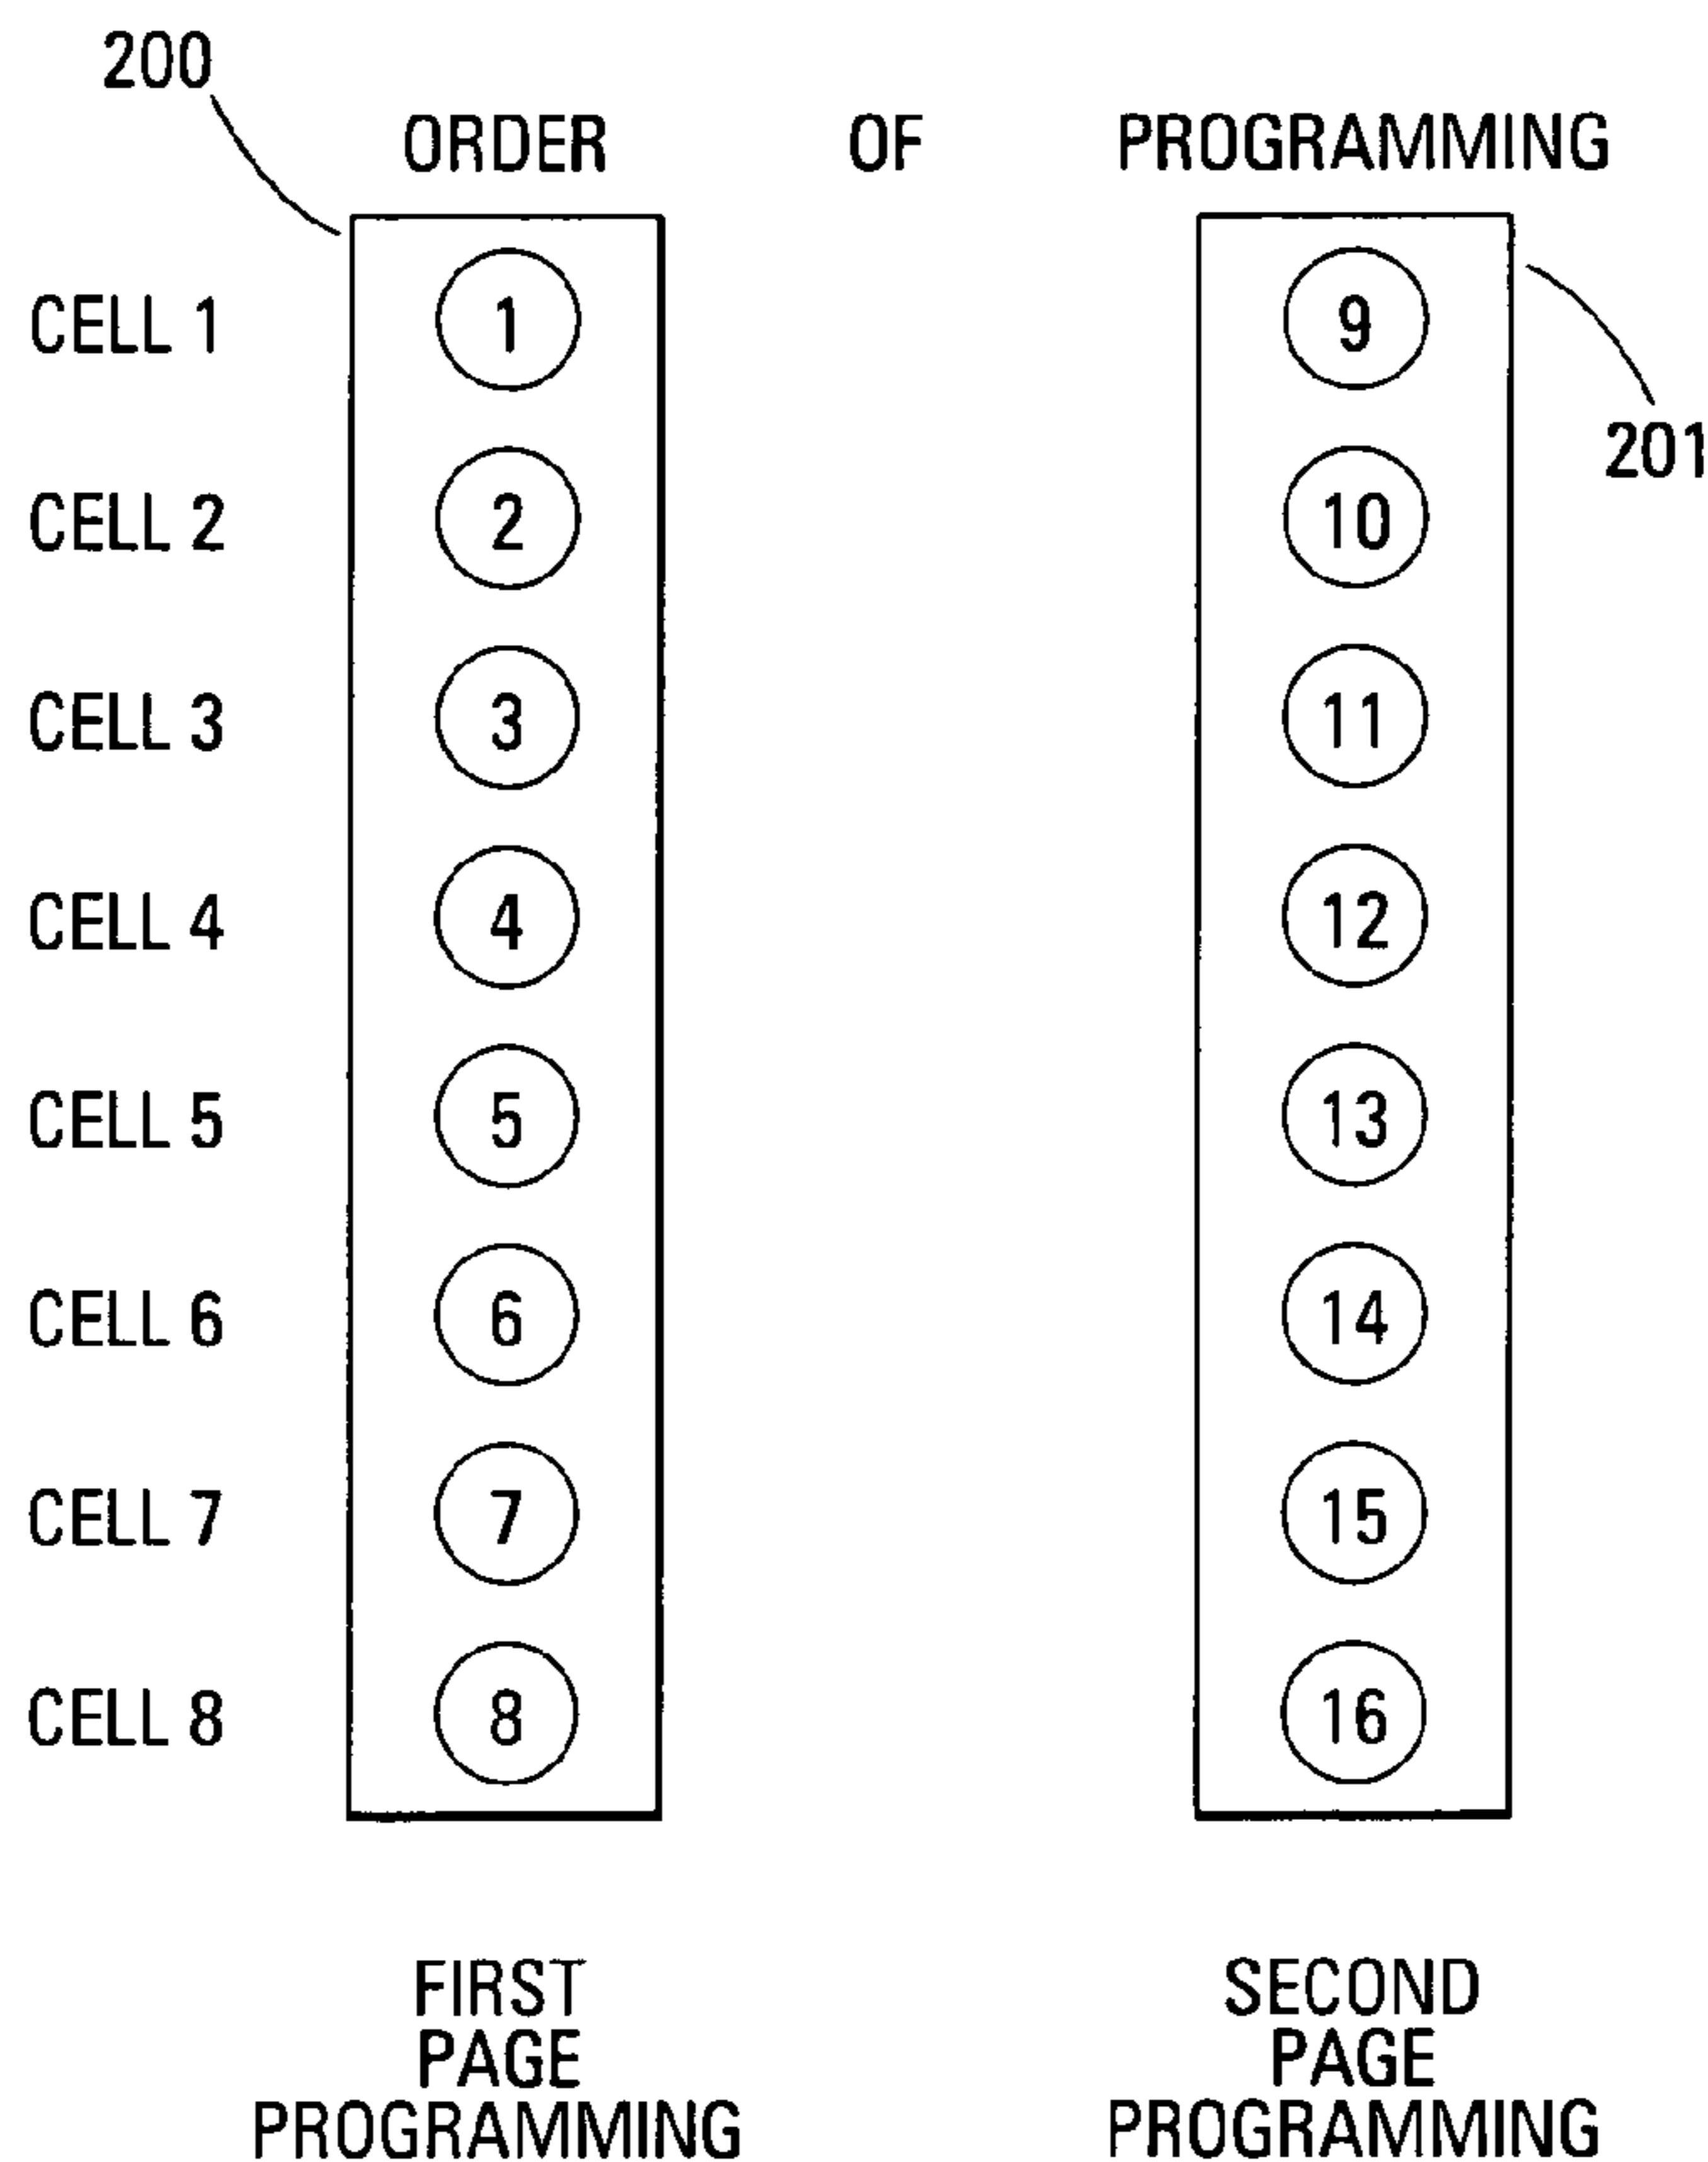 200
ORDER OF PROGRAMMING
CELL 1 1 9
201
CELL 2 2 10
CELL 3 3 11
CELL 4 4 12
CELL 5 5 13
CELL 6 6 14
CELL 7 7 15
CELL 8 8 16
FIRST
PAGE
PROGRAMMING
SECOND
PAGE
PROGRAMMING